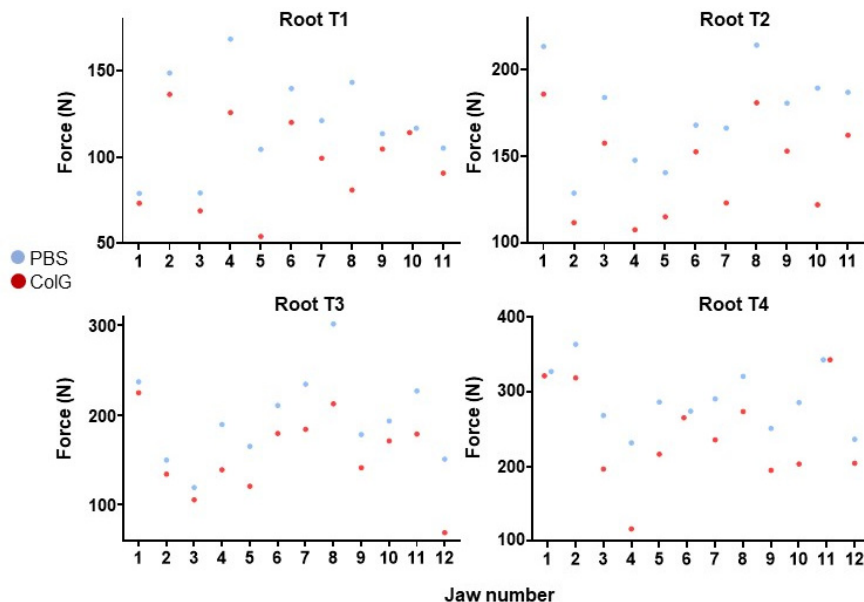 Root T1
Force (N)
150
100
50
1 2 3 4 5 6 7 8 9 10 11
Root T2
Force (N)
200
150
100
1 2 3 4 5 6 7 8 9 10 11
PBS
ColG
Root T3
Force (N)
300
200
100
1 2 3 4 5 6 7 8 9 10 11 12
Root T4
Force (N)
400
300
200
100
1 2 3 4 5 6 7 8 9 10 11 12
Jaw number